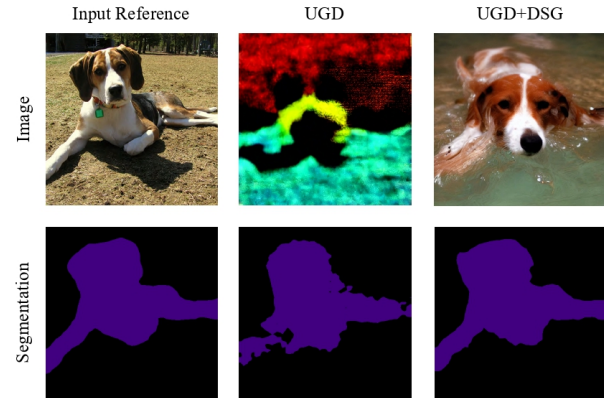 Input Reference
UGD
UGD+DSG
Image
Segmentation